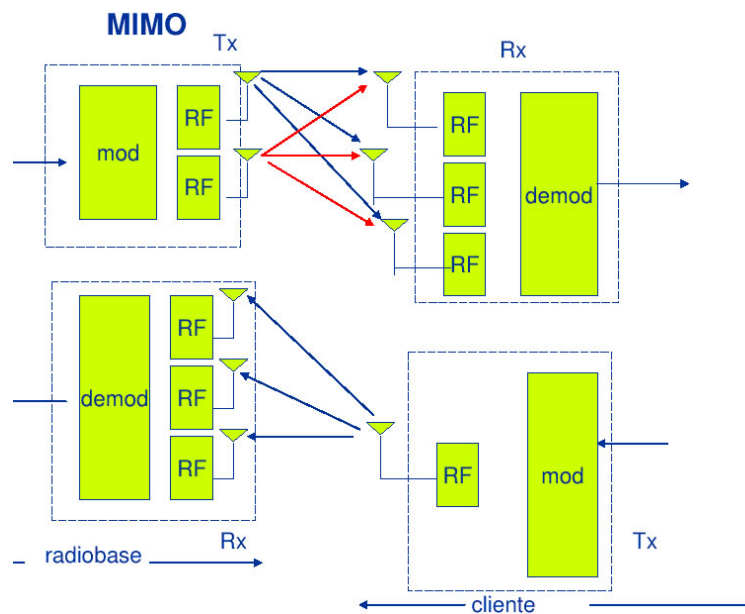 MIMO
Tx
Rx
RF
RF
mod
RF
RF
RF
demod
RF
RF
RF
demod
RF
mod
Rx
Tx
radiobase
cliente